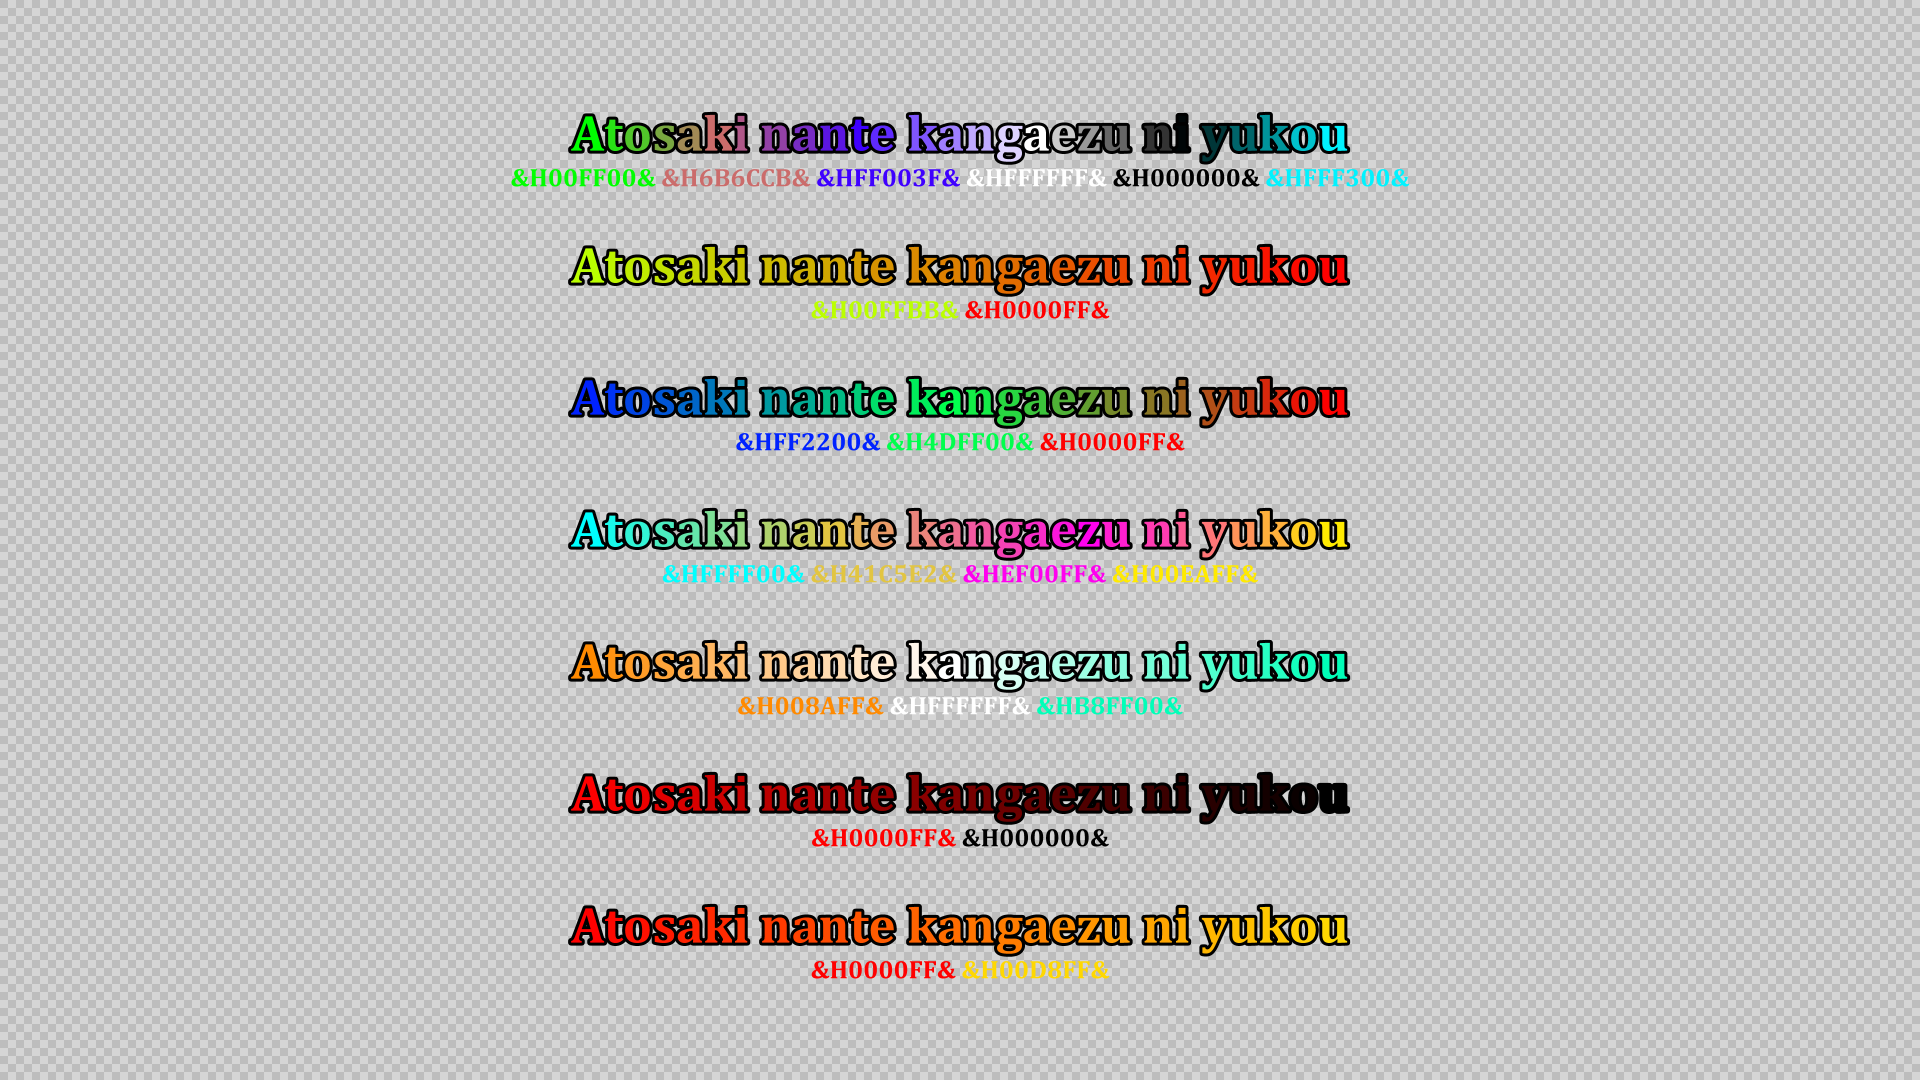 Atosaki nante kangaezu ni yukou
&H00FF00& &H6B6CCB& &HFF003F& &HFFFFFF& &H000000& &HFFF300&
Atosaki nante kangaezu ni yukou
&H00FFBB& &H0000FF&
Atosaki nante kangaezu ni yukou
&HFF2200& &H4DFF00& &H0000FF&
Atosaki nante kangaezu ni yukou
&HFFFF00& &H41C5E2& &HEF00FF& &H00EAFF&
Atosaki nante kangaezu ni yukou
&H008AFF& &HFFFFFF& &HB8FF00&
Atosaki nante kangaezu ni yukou
&H0000FF& &H000000&
Atosaki nante kangaezu ni yukou
&H0000FF& &H00D8FF&